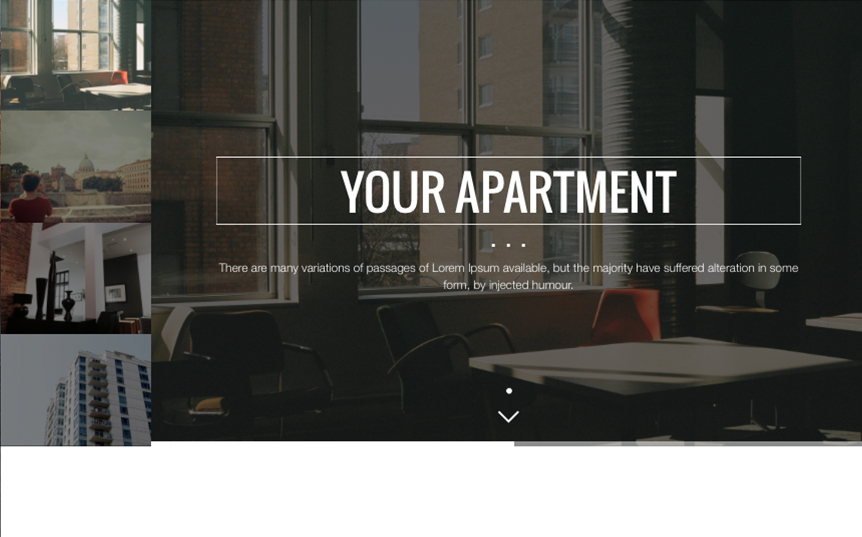 YOUR APARTMENT
There are many variations of passages of Lorem Ipsum available, but the majority have suffered alteration in some
form, by injected humour.